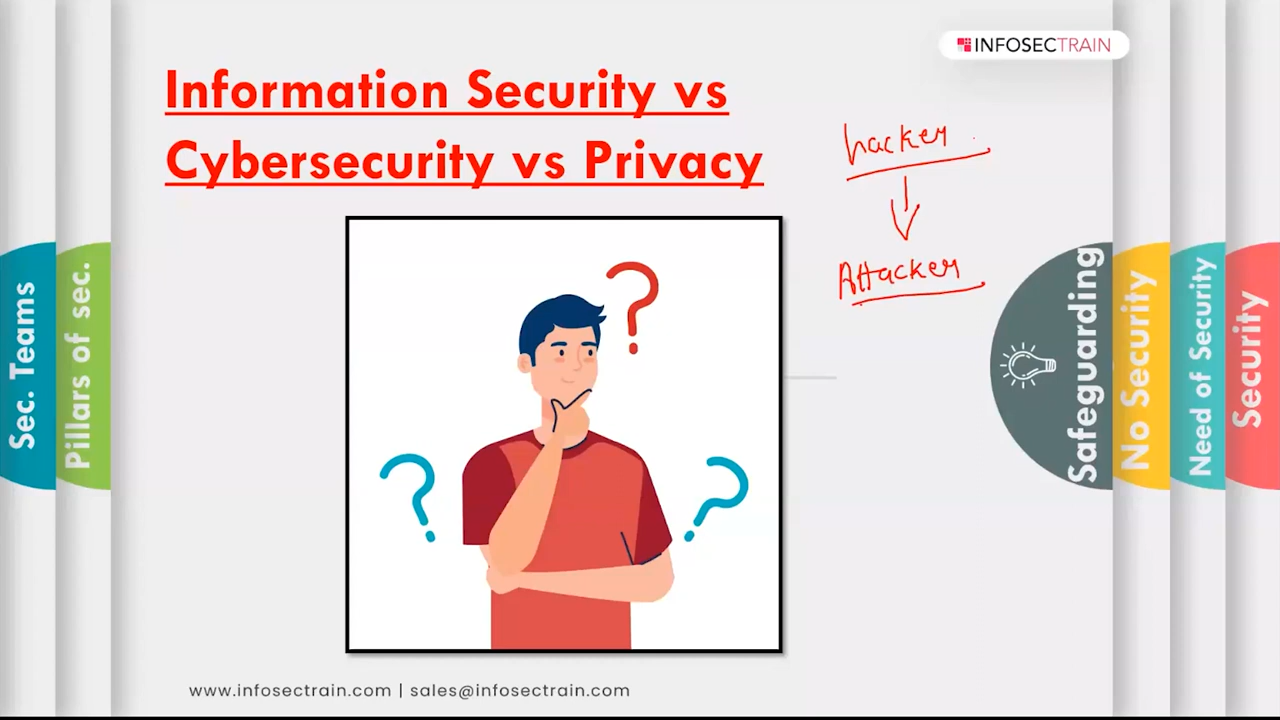 INFOSECTRAIN
Information Security vs
Cybersecurity vs Privacy
hacker
Attacker
Sec. Teams
Pillars of sec.
Safeguarding
No Security
Need of Security
Security
www.infosectrain.com | sales@infosectrain.com